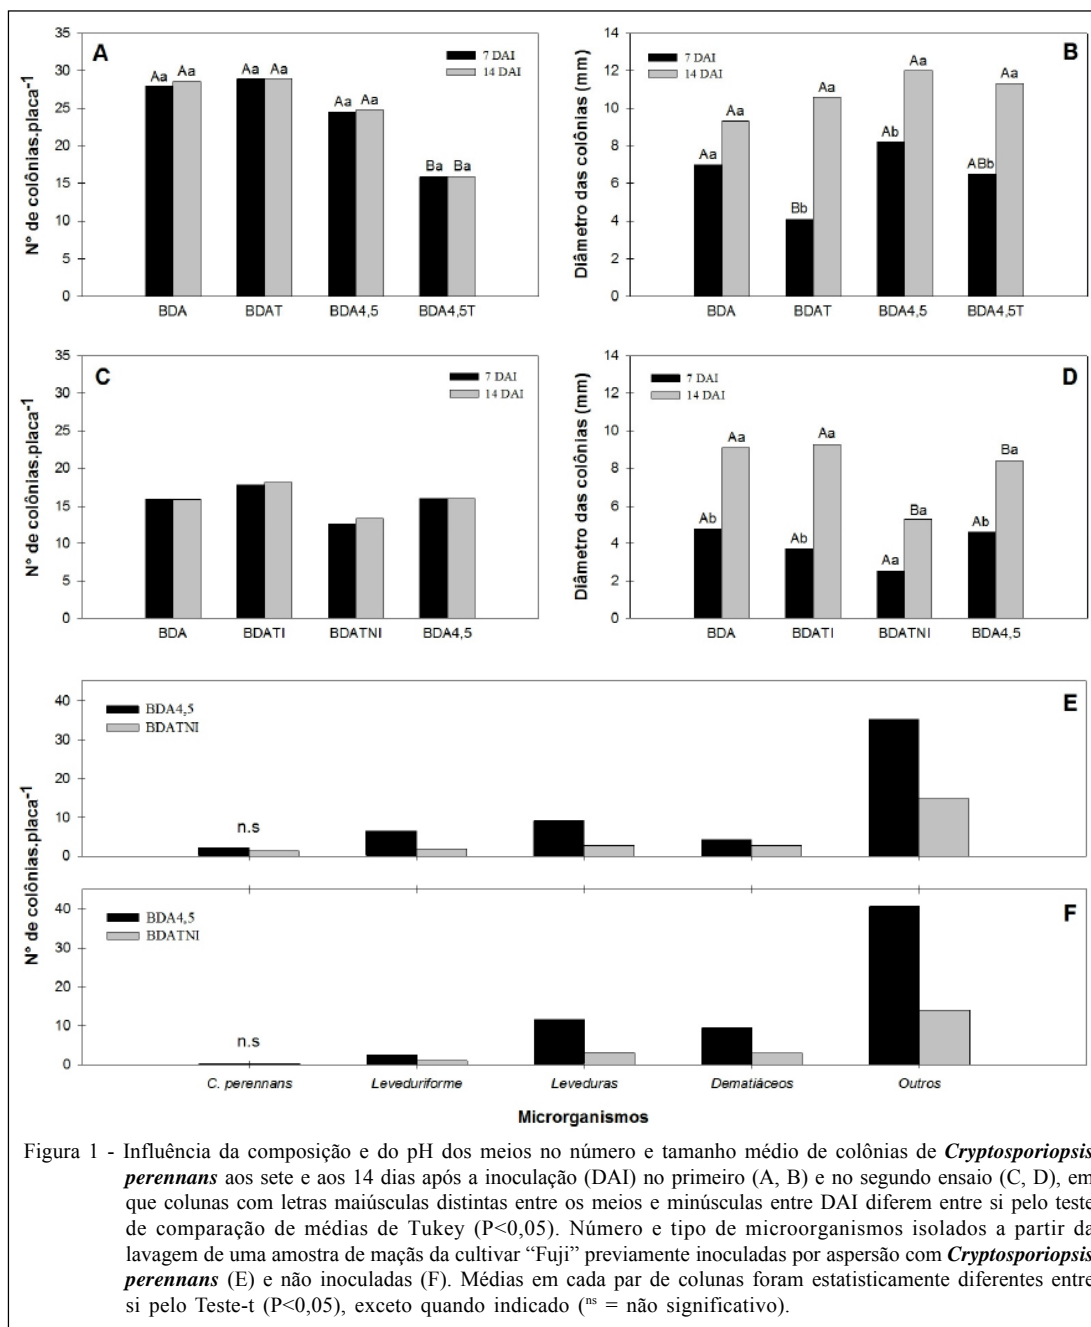 A
7 DAI
14 DAI
N° de colônias.placa-1
35
30
25
20
15
10
5
0
Aa Aa
Aa Aa
Aa Aa
Ba Ba
BDA BDAT BDA4,5 BDA4,5T
B
7 DAI
14 DAI
Diâmetro das colônias (mm)
14
12
10
8
6
4
2
0
Aa Aa
Bb Aa
Ab Aa
ABb Aa
BDA BDAT BDA4,5 BDA4,5T
C
7 DAI
14 DAI
N° de colônias.placa-1
35
30
25
20
15
10
5
0
BDA BDATI BDATNI BDA4,5
D
7 DAI
14 DAI
Diâmetro das colônias (mm)
14
12
10
8
6
4
2
0
Ab Aa
Ab Aa
Aa Ba
Ab Ba
BDA BDATI BDATNI BDA4,5
E
BDA4,5
BDATNI
40
30
20
10
0
n.s
N° de colônias.placa-1
F
BDA4,5
BDATNI
40
30
20
10
0
n.s
C. perennans Leveduriforme Leveduras Dematiáceos Outros
Microrganismos
Figura 1 - Influência da composição e do pH dos meios no número e tamanho médio de colônias de Cryptosporiopsis
perennans aos sete e aos 14 dias após a inoculação (DAI) no primeiro (A, B) e no segundo ensaio (C, D), em
que colunas com letras maiúsculas distintas entre os meios e minúsculas entre DAI diferem entre si pelo teste
de comparação de médias de Tukey (P<0,05). Número e tipo de microorganismos isolados a partir da
lavagem de uma amostra de maçãs da cultivar “Fuji” previamente inoculadas por aspersão com Cryptosporiopsis
perennans (E) e não inoculadas (F). Médias em cada par de colunas foram estatisticamente diferentes entre
si pelo Teste-t (P<0,05), exceto quando indicado (ns = não significativo).